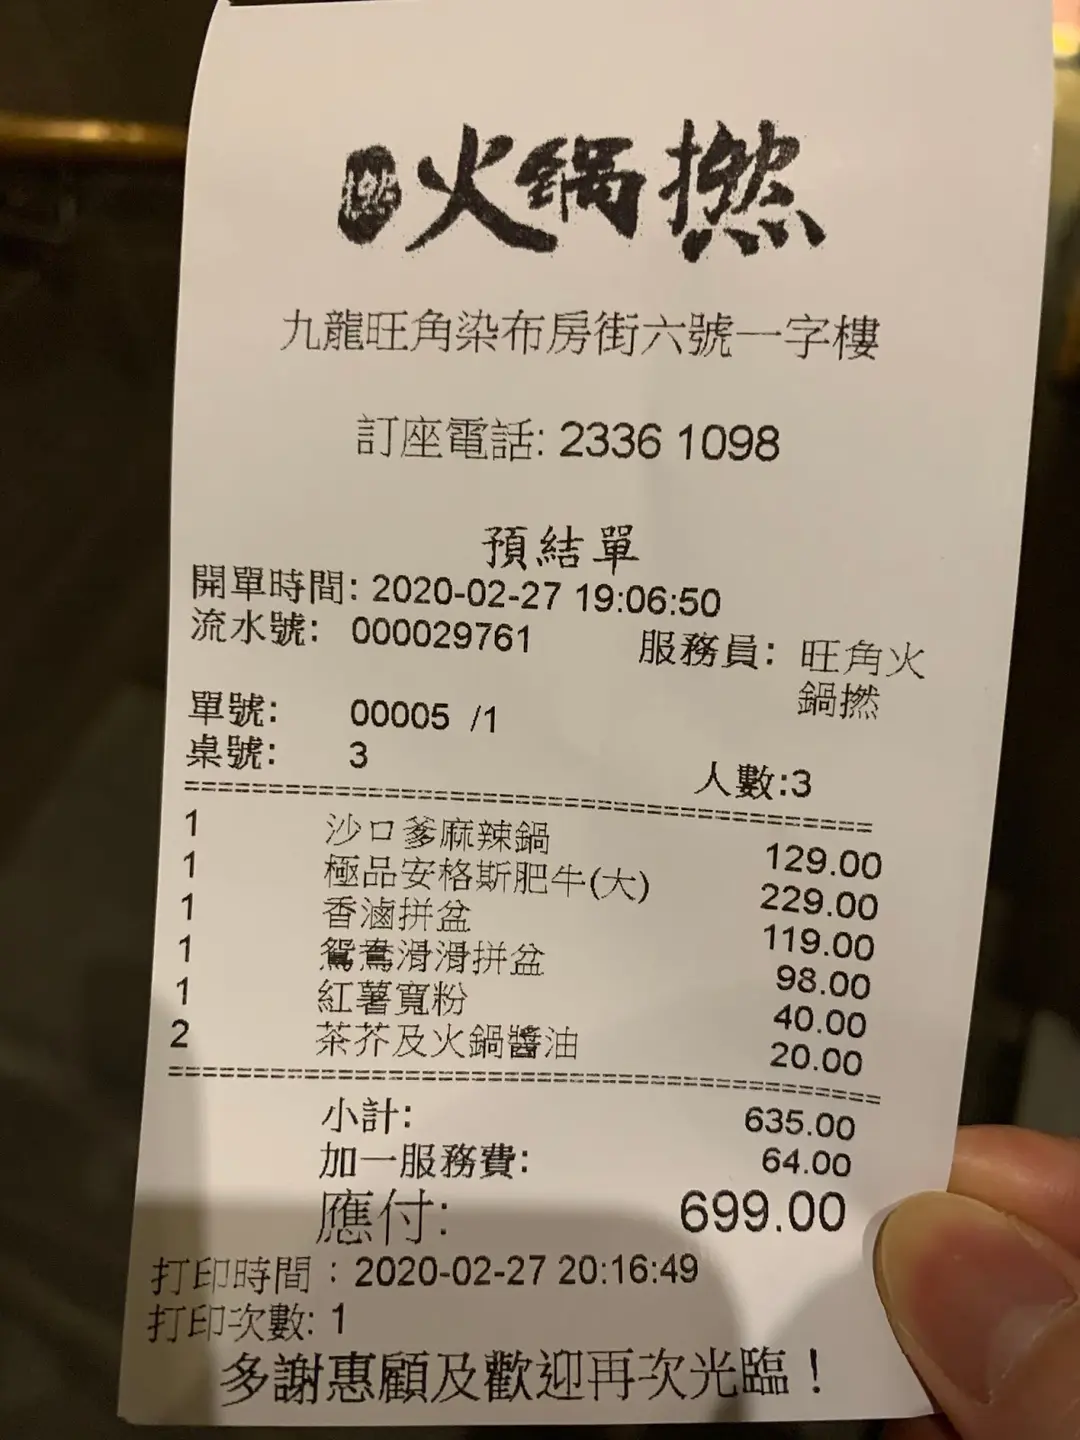 火鍋撚
九龍旺角染布房街六號一字樓
訂座電話: 2336 1098
預結單
開單時間: 2020-02-27 19:06:50
流水號: 000029761 服務員: 旺角火鍋撚
單號: 00005 /1
桌號: 3 人數:3
1 沙口爹麻辣鍋 129.00
1 極品安格斯肥牛(大) 229.00
1 香滷拼盆 119.00
1 鴛鴦滑滑拼盆 98.00
1 紅薯寬粉 40.00
2 茶芥及火鍋醬油 20.00
小計: 635.00
加一服務費: 64.00
應付: 699.00
打印時間：2020-02-27 20:16:49
打印次數: 1
多謝惠顧及歡迎再次光臨！